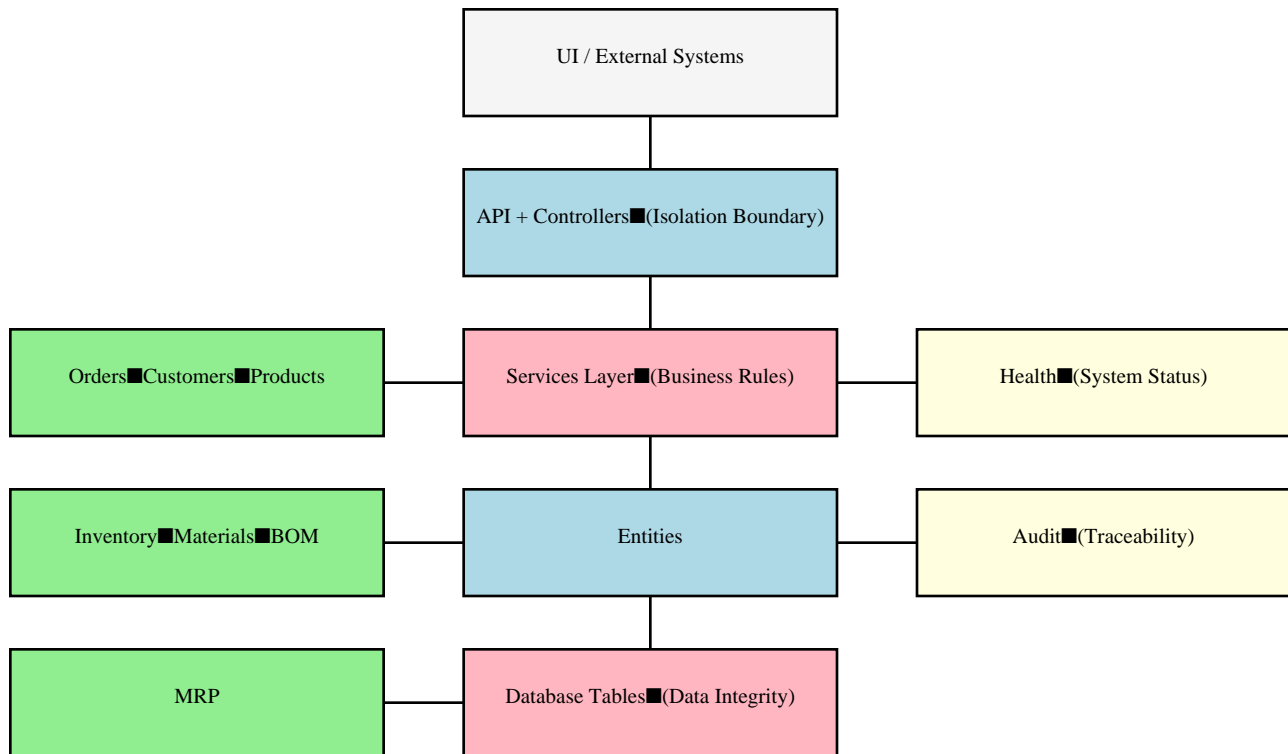 UI / External Systems
API + Controllers■(Isolation Boundary)
Orders■Customers■Products
Services Layer■(Business Rules)
Health■(System Status)
Inventory■Materials■BOM
Entities
Audit■(Traceability)
MRP
Database Tables■(Data Integrity)